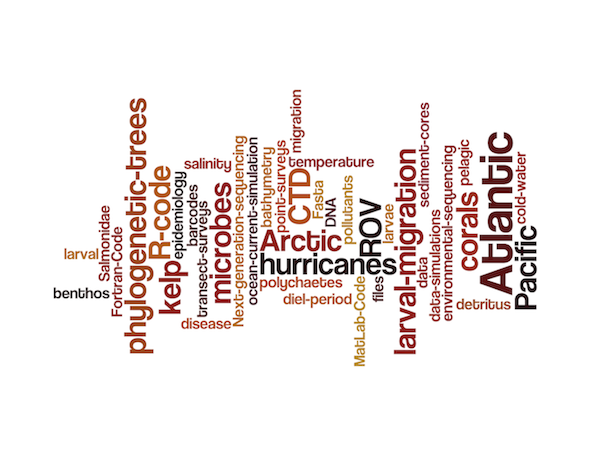 larval
benthos
Salmonidae
Fortran-Code
phylogenetic-trees
R-code
kelp
epidemiology
barcodes
transect-surveys
salinity
microbes
disease
Next-generation-sequencing
ocean-current-simulation
bathymetry
point-surveys
CTD
migration
temperature
Fasta
DNA
Arctic
hurricanes
polychaetes
diel-period
pollutants
ROV
larvae
MatLab-Code
files
larval-migration
data
sediment-cores
data-simulations
environmental-sequencing
corals
pelagic
detritus
Atlantic
Pacific
cold-water